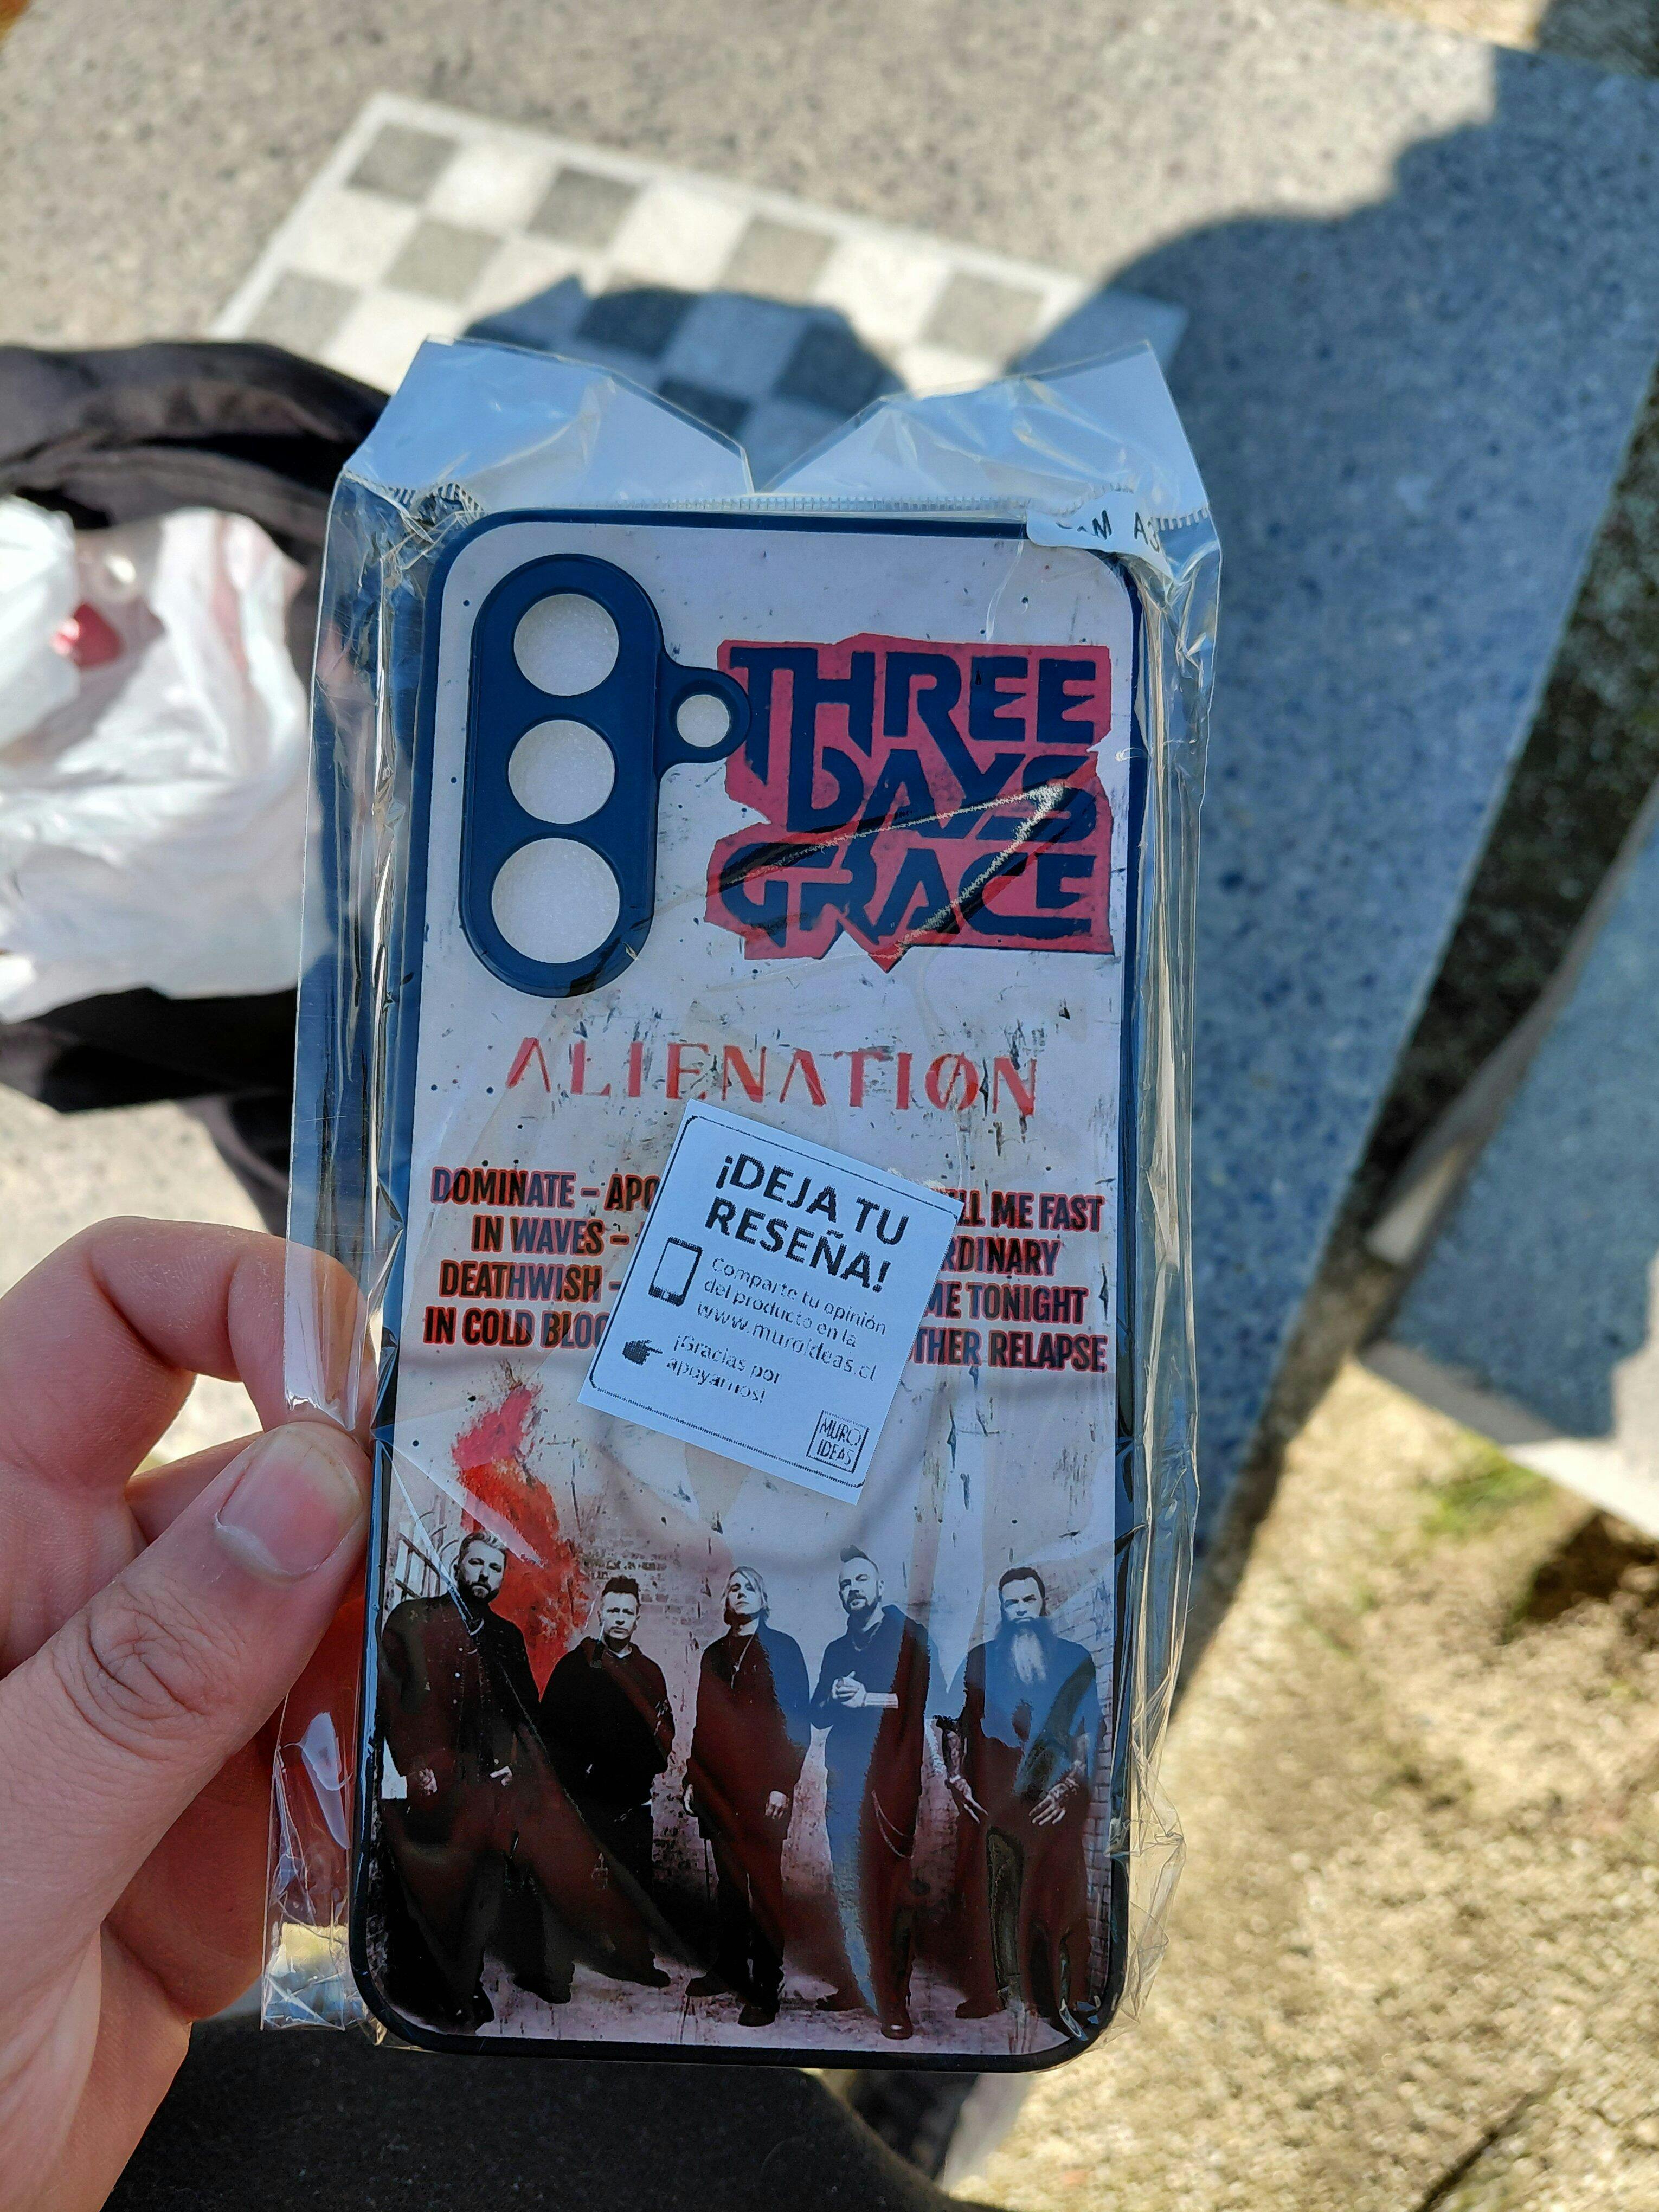 THREE
DAYS
GRACE
ALIENATION
DOMINATE - APO
LL ME FAST
IN WAVES -
RDINARY
DEATHWISH -
ME TONIGHT
IN COLD BLOO
THER RELAPSE
¡DEJA TU
RESEÑA!
Comparte tu opinión
del producto en la
www.muroideas.cl
¡Gracias por
apoyarnos!
MURO
IDEAS